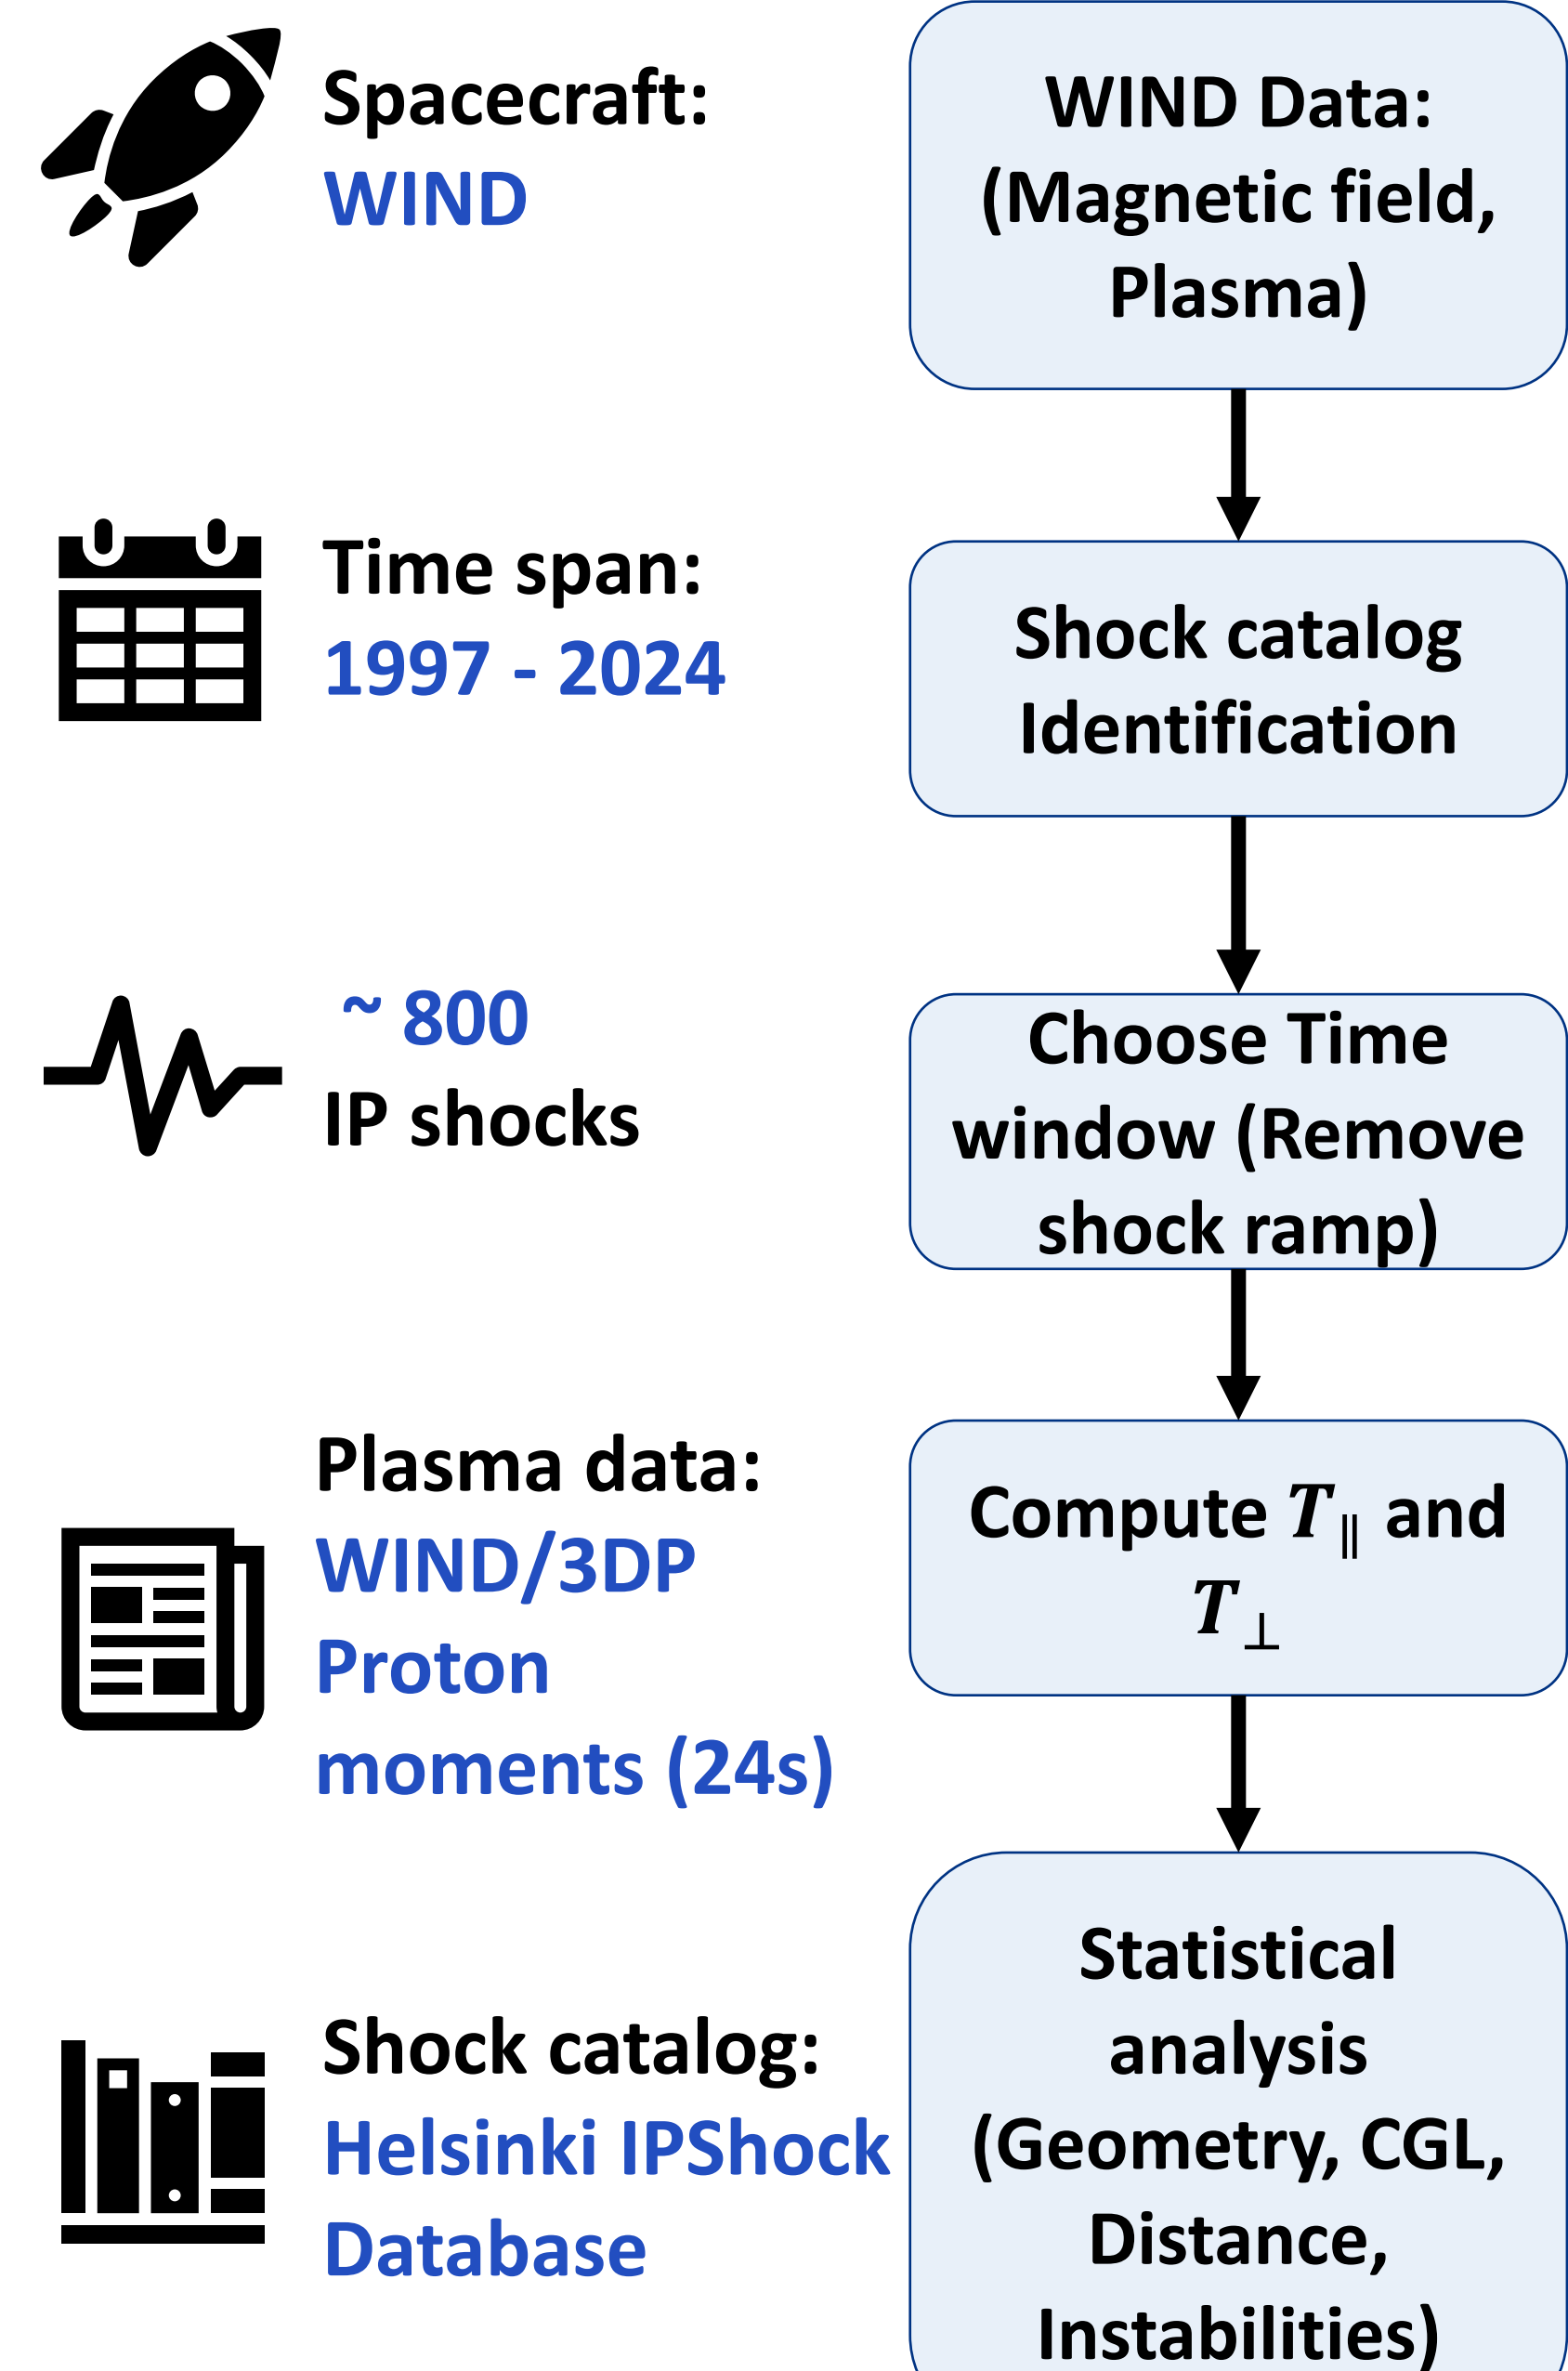 Spacecraft:
WIND
Time span:
1997 - 2024
~ 800
IP shocks
Plasma data:
WIND/3DP
Proton
moments (24s)
Shock catalog:
Helsinki IPShock
Database
WIND Data:
(Magnetic field,
Plasma)
Shock catalog
Identification
Choose Time
window (Remove
shock ramp)
Compute T∥ and
T⊥
Statistical
analysis
(Geometry, CGL,
Distance,
Instabilities)